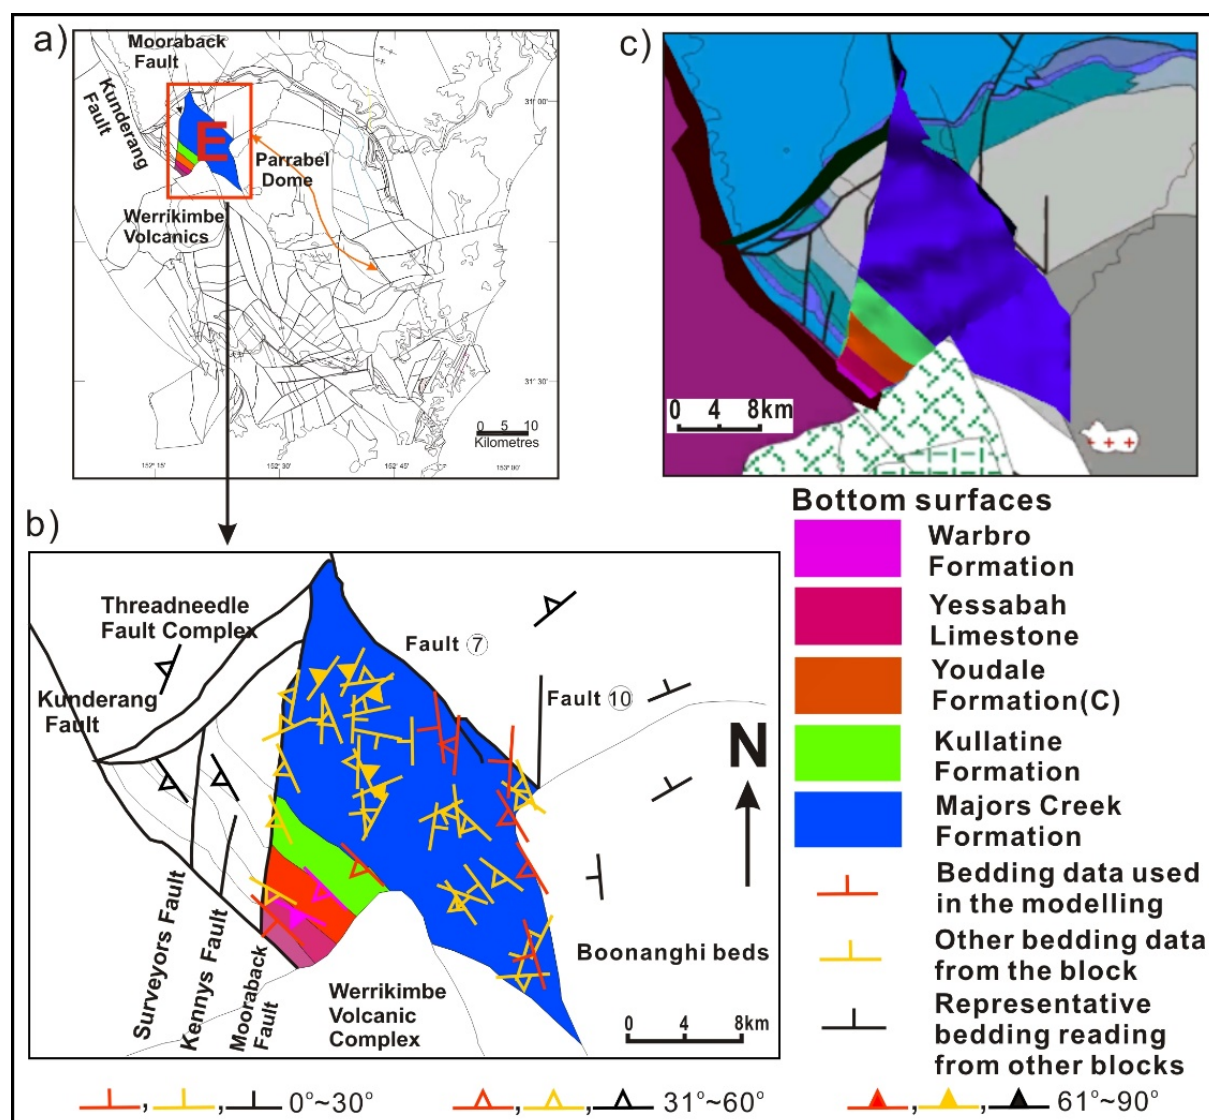 a)
Mooraback
Fault
Kunderang
Fault
E
Parrabel
Dome
Werrikimbe
Volcanics
31° 00'
31° 30'
0 5 10
Kilometres
152° 15'
152° 30'
152° 45'
153° 00'
c)
0 4 8km
b)
Threadneedle
Fault Complex
Kunderang
Fault
Fault 7
Fault 10
N
Surveyors Fault
Kennys Fault
Mooraback
Fault
Werrikimbe
Volcanic
Complex
Boonanghi beds
0 4 8km
Bottom surfaces
Warbro
Formation
Yessabah
Limestone
Youdale
Formation(C)
Kullatine
Formation
Majors Creek
Formation
Bedding data used
in the modelling
Other bedding data
from the block
Representative
bedding reading
from other blocks
, , 0°~30°
, , 31°~60°
, , 61°~90°